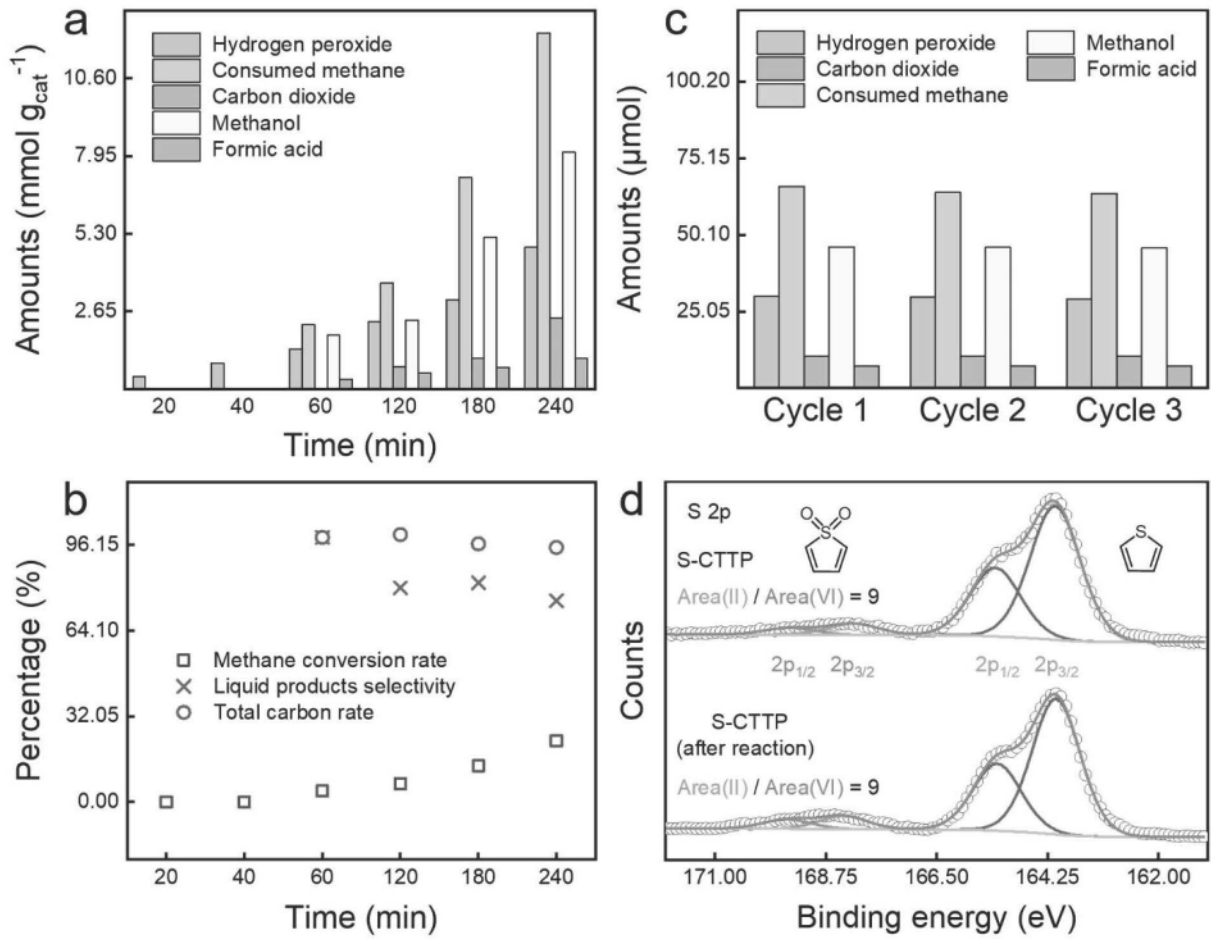 a
Amounts (mmol gcat⁻¹)
10.60
7.95
5.30
2.65
Hydrogen peroxide
Consumed methane
Carbon dioxide
Methanol
Formic acid
20 40 60 120 180 240
Time (min)
c
Amounts (μmol)
100.20
75.15
50.10
25.05
Hydrogen peroxide
Carbon dioxide
Consumed methane
Methanol
Formic acid
Cycle 1 Cycle 2 Cycle 3
b
Percentage (%)
96.15
64.10
32.05
0.00
Methane conversion rate
Liquid products selectivity
Total carbon rate
20 40 60 120 180 240
Time (min)
d
Counts
S 2p
S-CTTP
Area(II) / Area(VI) = 9
O O
S
S
2p1/2 2p3/2 2p1/2 2p3/2
S-CTTP
(after reaction)
Area(II) / Area(VI) = 9
171.00 168.75 166.50 164.25 162.00
Binding energy (eV)